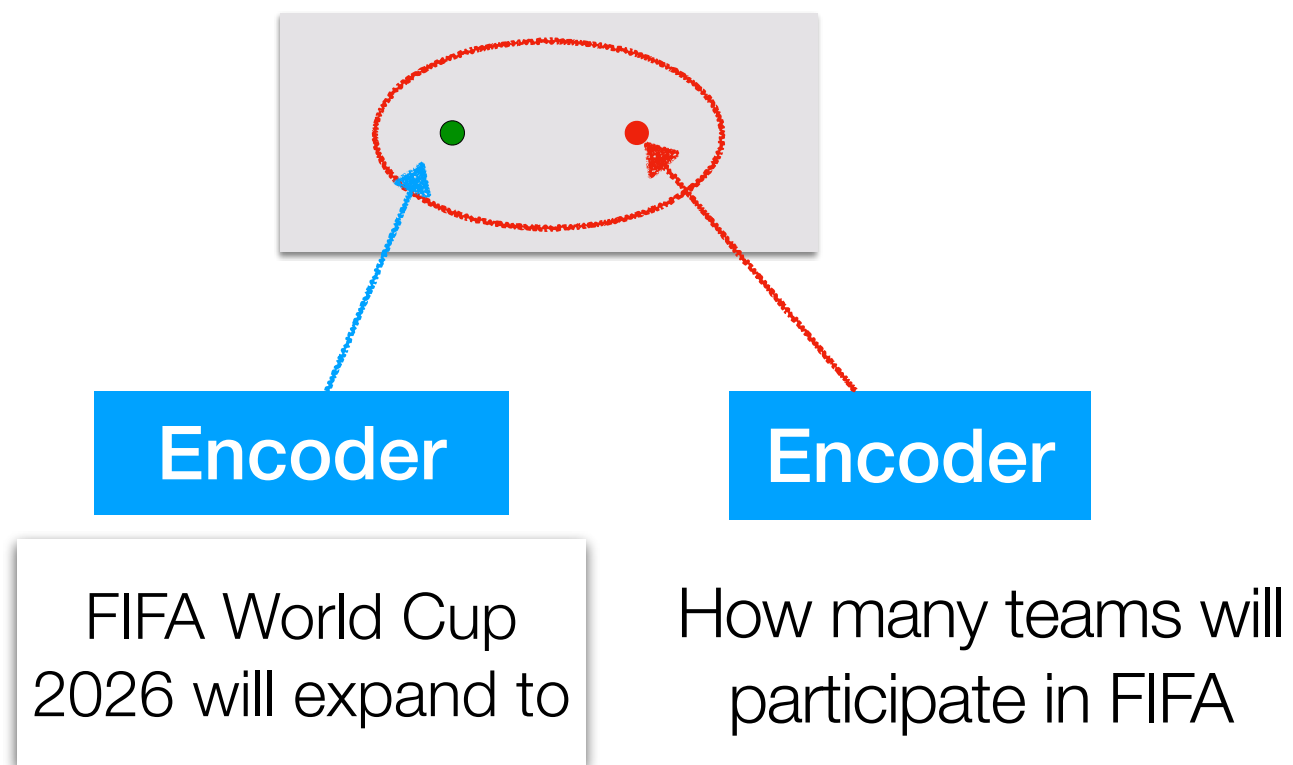 Encoder
Encoder
FIFA World Cup
2026 will expand to
How many teams will
participate in FIFA